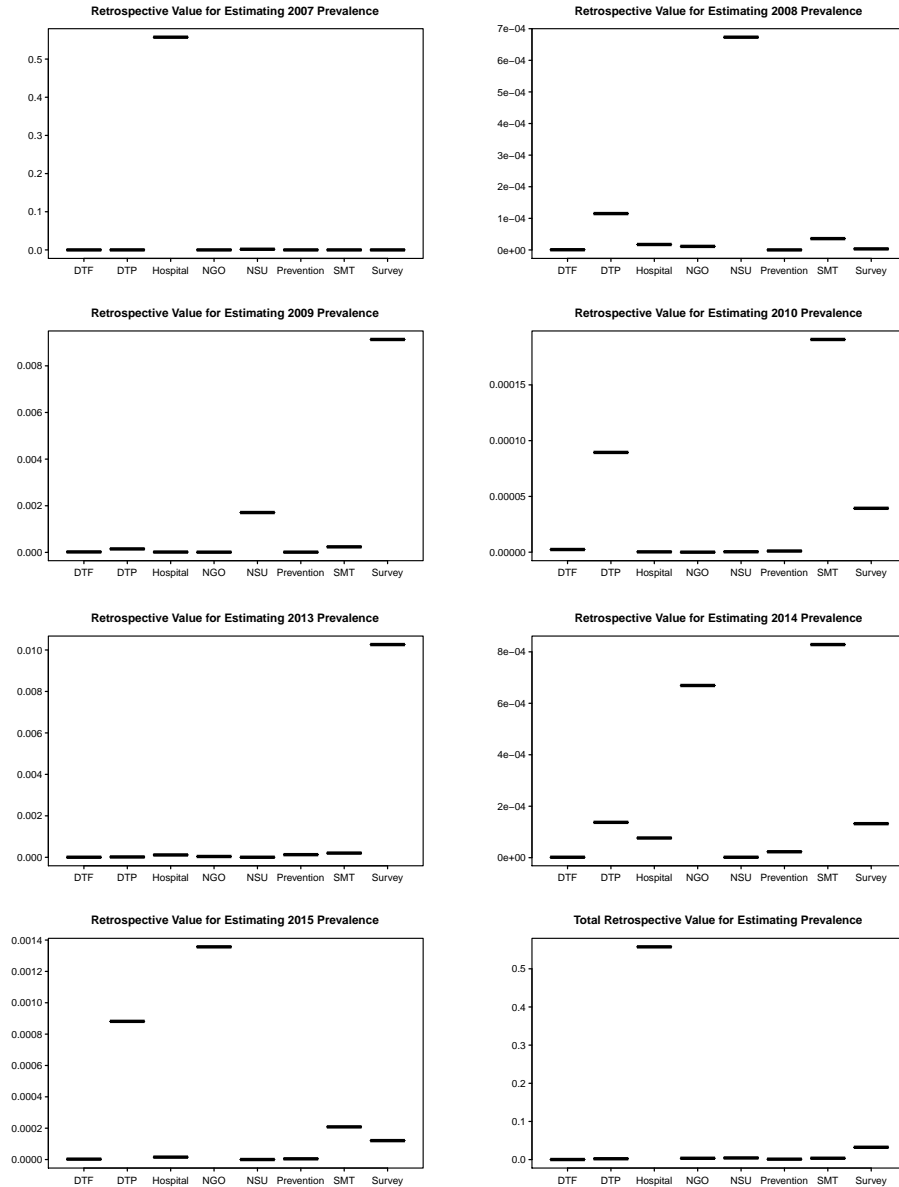 Retrospective Value for Estimating 2007 Prevalence
0.5
0.4
0.3
0.2
0.1
0.0
DTF DTP Hospital NGO NSU Prevention SMT Survey
Retrospective Value for Estimating 2008 Prevalence
7e−04
6e−04
5e−04
4e−04
3e−04
2e−04
1e−04
0e+00
DTF DTP Hospital NGO NSU Prevention SMT Survey
Retrospective Value for Estimating 2009 Prevalence
0.008
0.006
0.004
0.002
0.000
DTF DTP Hospital NGO NSU Prevention SMT Survey
Retrospective Value for Estimating 2010 Prevalence
0.00015
0.00010
0.00005
0.00000
DTF DTP Hospital NGO NSU Prevention SMT Survey
Retrospective Value for Estimating 2013 Prevalence
0.010
0.008
0.006
0.004
0.002
0.000
DTF DTP Hospital NGO NSU Prevention SMT Survey
Retrospective Value for Estimating 2014 Prevalence
8e−04
6e−04
4e−04
2e−04
0e+00
DTF DTP Hospital NGO NSU Prevention SMT Survey
Retrospective Value for Estimating 2015 Prevalence
0.0014
0.0012
0.0010
0.0008
0.0006
0.0004
0.0002
0.0000
DTF DTP Hospital NGO NSU Prevention SMT Survey
Total Retrospective Value for Estimating Prevalence
0.5
0.4
0.3
0.2
0.1
0.0
DTF DTP Hospital NGO NSU Prevention SMT Survey